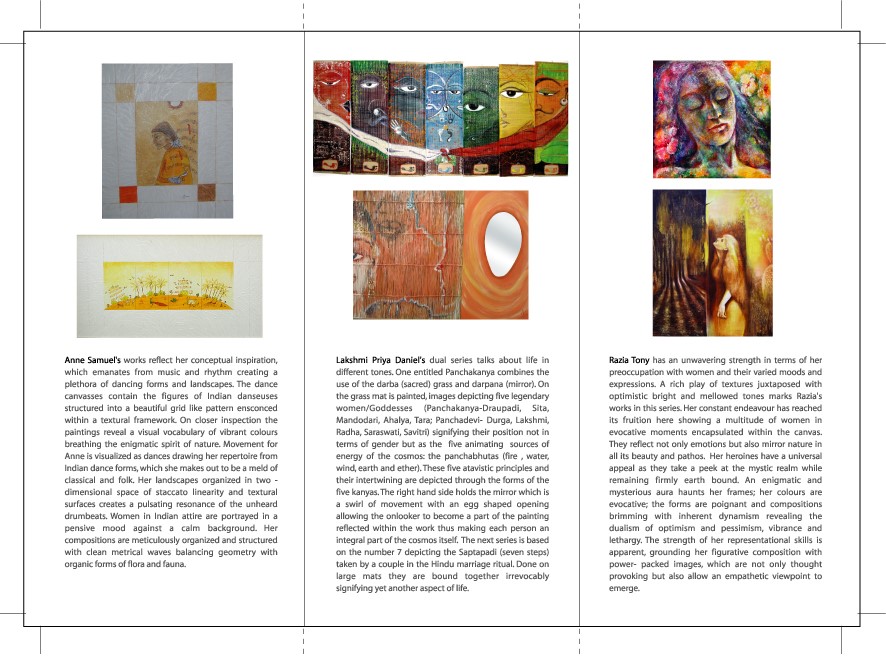 Anne Samuel's works reflect her conceptual inspiration,
which emanates from music and rhythm creating a
plethora of dancing forms and landscapes. The dance
canvasses contain the figures of Indian danseuses
structured into a beautiful grid like pattern ensconced
within a textural framework. On closer inspection the
paintings reveal a visual vocabulary of vibrant colours
breathing the enigmatic spirit of nature. Movement for
Anne is visualized as dances drawing her repertoire from
Indian dance forms, which she makes out to be a meld of
classical and folk. Her landscapes organized in two -
dimensional space of staccato linearity and textural
surfaces creates a pulsating resonance of the unheard
drumbeats. Women in Indian attire are portrayed in a
pensive mood against a calm background. Her
compositions are meticulously organized and structured
with clean metrical waves balancing geometry with
organic forms of flora and fauna.
Lakshmi Priya Daniel's dual series talks about life in
different tones. One entitled Panchakanya combines the
use of the darba (sacred) grass and darpana (mirror). On
the grass mat is painted, images depicting five legendary
women/Goddesses (Panchakanya-Draupadi, Sita,
Mandodari, Ahalya, Tara; Panchadevi- Durga, Lakshmi,
Radha, Saraswati, Savitri) signifying their position not in
terms of gender but as the five animating sources of
energy of the cosmos: the panchabhutas (fire , water,
wind, earth and ether). These five atavistic principles and
their intertwining are depicted through the forms of the
five kanyas. The right hand side holds the mirror which is
a swirl of movement with an egg shaped opening
allowing the onlooker to become a part of the painting
reflected within the work thus making each person an
integral part of the cosmos itself. The next series is based
on the number 7 depicting the Saptapadi (seven steps)
taken by a couple in the Hindu marriage ritual. Done on
large mats they are bound together irrevocably
signifying yet another aspect of life.
Razia Tony has an unwavering strength in terms of her
preoccupation with women and their varied moods and
expressions. A rich play of textures juxtaposed with
optimistic bright and mellowed tones marks Razia's
works in this series. Her constant endeavour has reached
its fruition here showing a multitude of women in
evocative moments encapsulated within the canvas.
They reflect not only emotions but also mirror nature in
all its beauty and pathos. Her heroines have a universal
appeal as they take a peek at the mystic realm while
remaining firmly earth bound. An enigmatic and
mysterious aura haunts her frames; her colours are
evocative; the forms are poignant and compositions
brimming with inherent dynamism revealing the
dualism of optimism and pessimism, vibrance and
lethargy. The strength of her representational skills is
apparent, grounding her figurative composition with
power- packed images, which are not only thought
provoking but also allow an empathetic viewpoint to
emerge.